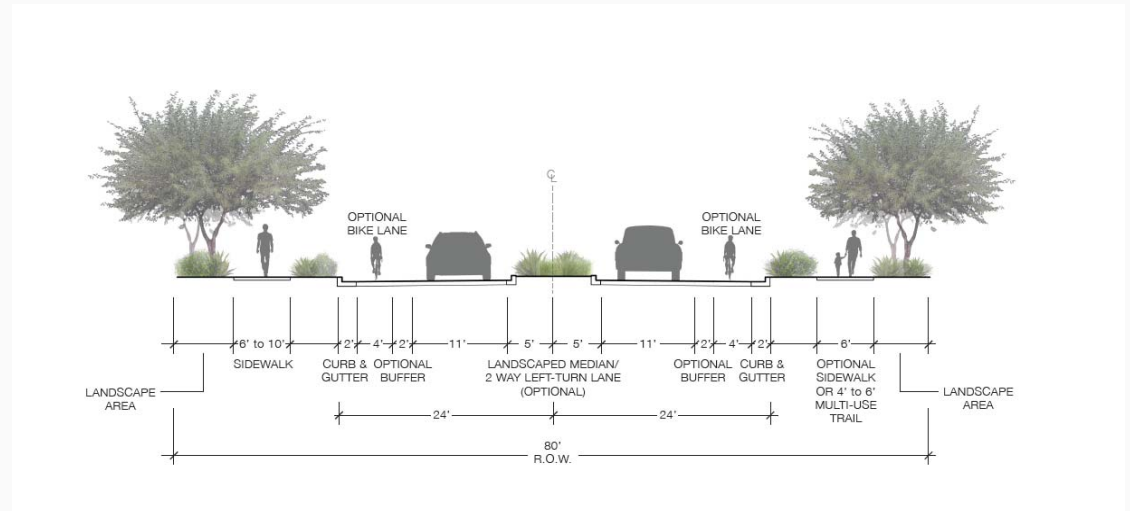 ℄
OPTIONAL
BIKE LANE
OPTIONAL
BIKE LANE
6' to 10' 2' 4' 2' 11' 5' 5' 11' 2' 4' 2' 6'
SIDEWALK
CURB &
GUTTER
OPTIONAL
BUFFER
LANDSCAPED MEDIAN/
2 WAY LEFT-TURN LANE
(OPTIONAL)
OPTIONAL
BUFFER
CURB &
GUTTER
OPTIONAL
SIDEWALK
OR 4' to 6'
MULTI-USE
TRAIL
LANDSCAPE
AREA
LANDSCAPE
AREA
24' 24'
80'
R.O.W.